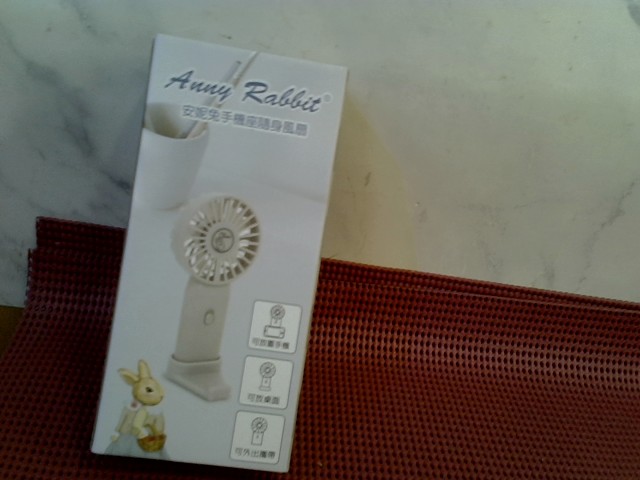 Anny Rabbit®
安妮兔手機座隨身風扇
可放置手機
可放桌面
可外出攜帶